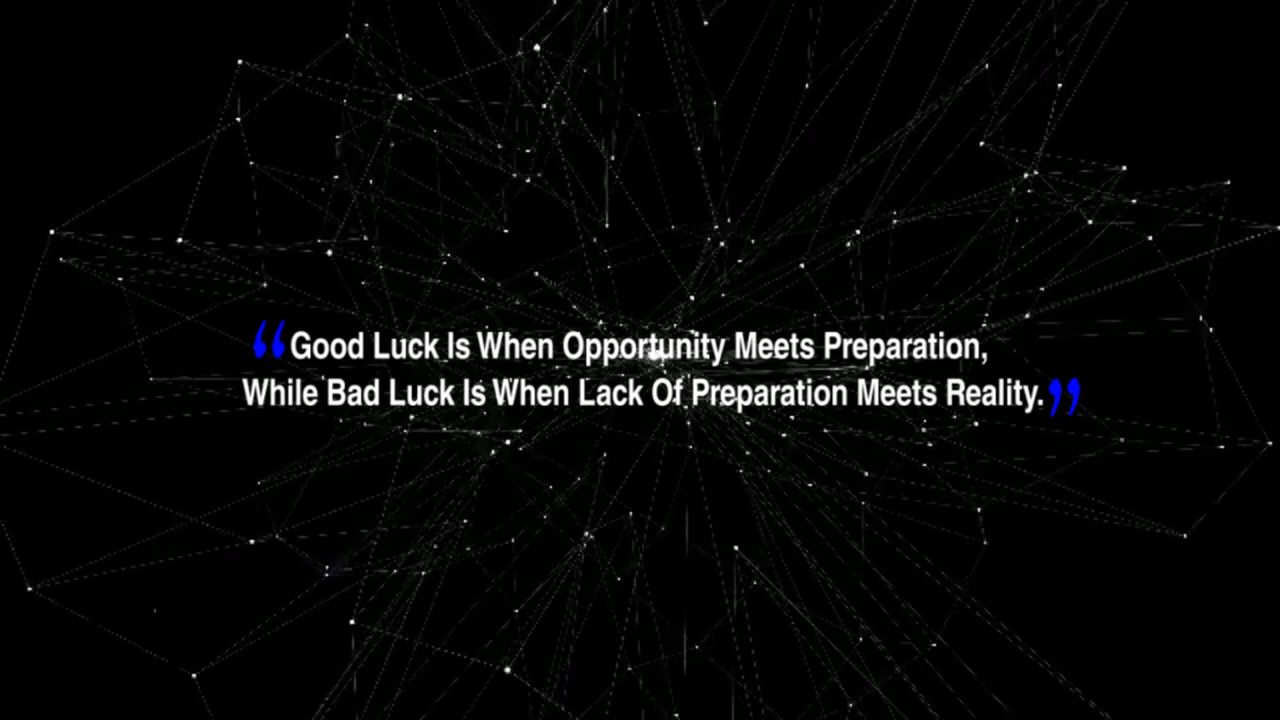 “Good Luck Is When Opportunity Meets Preparation,
While Bad Luck Is When Lack Of Preparation Meets Reality.”